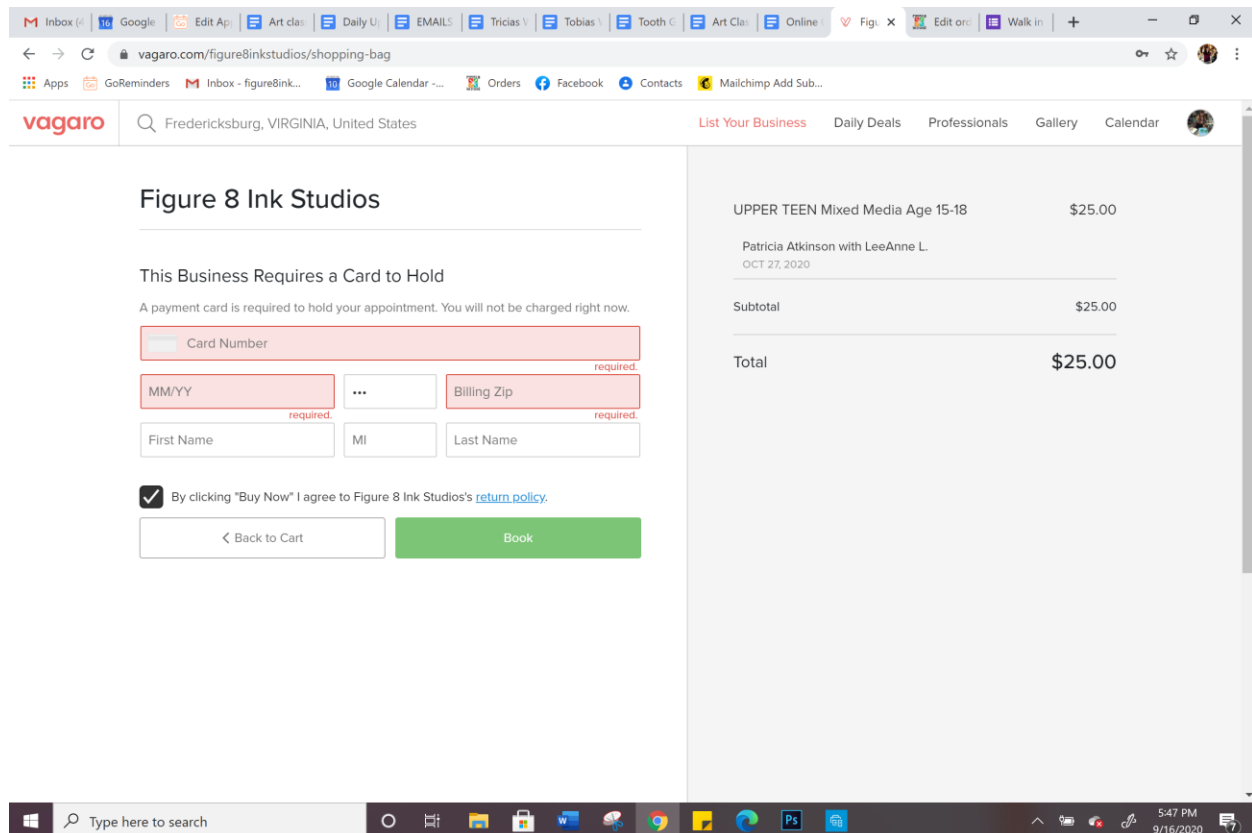 Inbox (4 Google Edit Ap Art clas Daily U EMAILS Tricias V Tobias V Tooth G Art Clas Online Figu Edit ord Walk in
vagaro.com/figure8inkstudios/shopping-bag
Apps GoReminders Inbox - figure8ink... Google Calendar -... Orders Facebook Contacts Mailchimp Add Sub...
vagaro Fredericksburg, VIRGINIA, United States List Your Business Daily Deals Professionals Gallery Calendar
Figure 8 Ink Studios
UPPER TEEN Mixed Media Age 15-18 $25.00
Patricia Atkinson with LeeAnne L.
OCT 27, 2020
This Business Requires a Card to Hold
A payment card is required to hold your appointment. You will not be charged right now.
Subtotal $25.00
Card Number
required.
Total $25.00
MM/YY ••• Billing Zip
required. required.
First Name MI Last Name
By clicking "Buy Now" I agree to Figure 8 Ink Studios's return policy.
Back to Cart Book
Type here to search
5:47 PM
9/16/2020